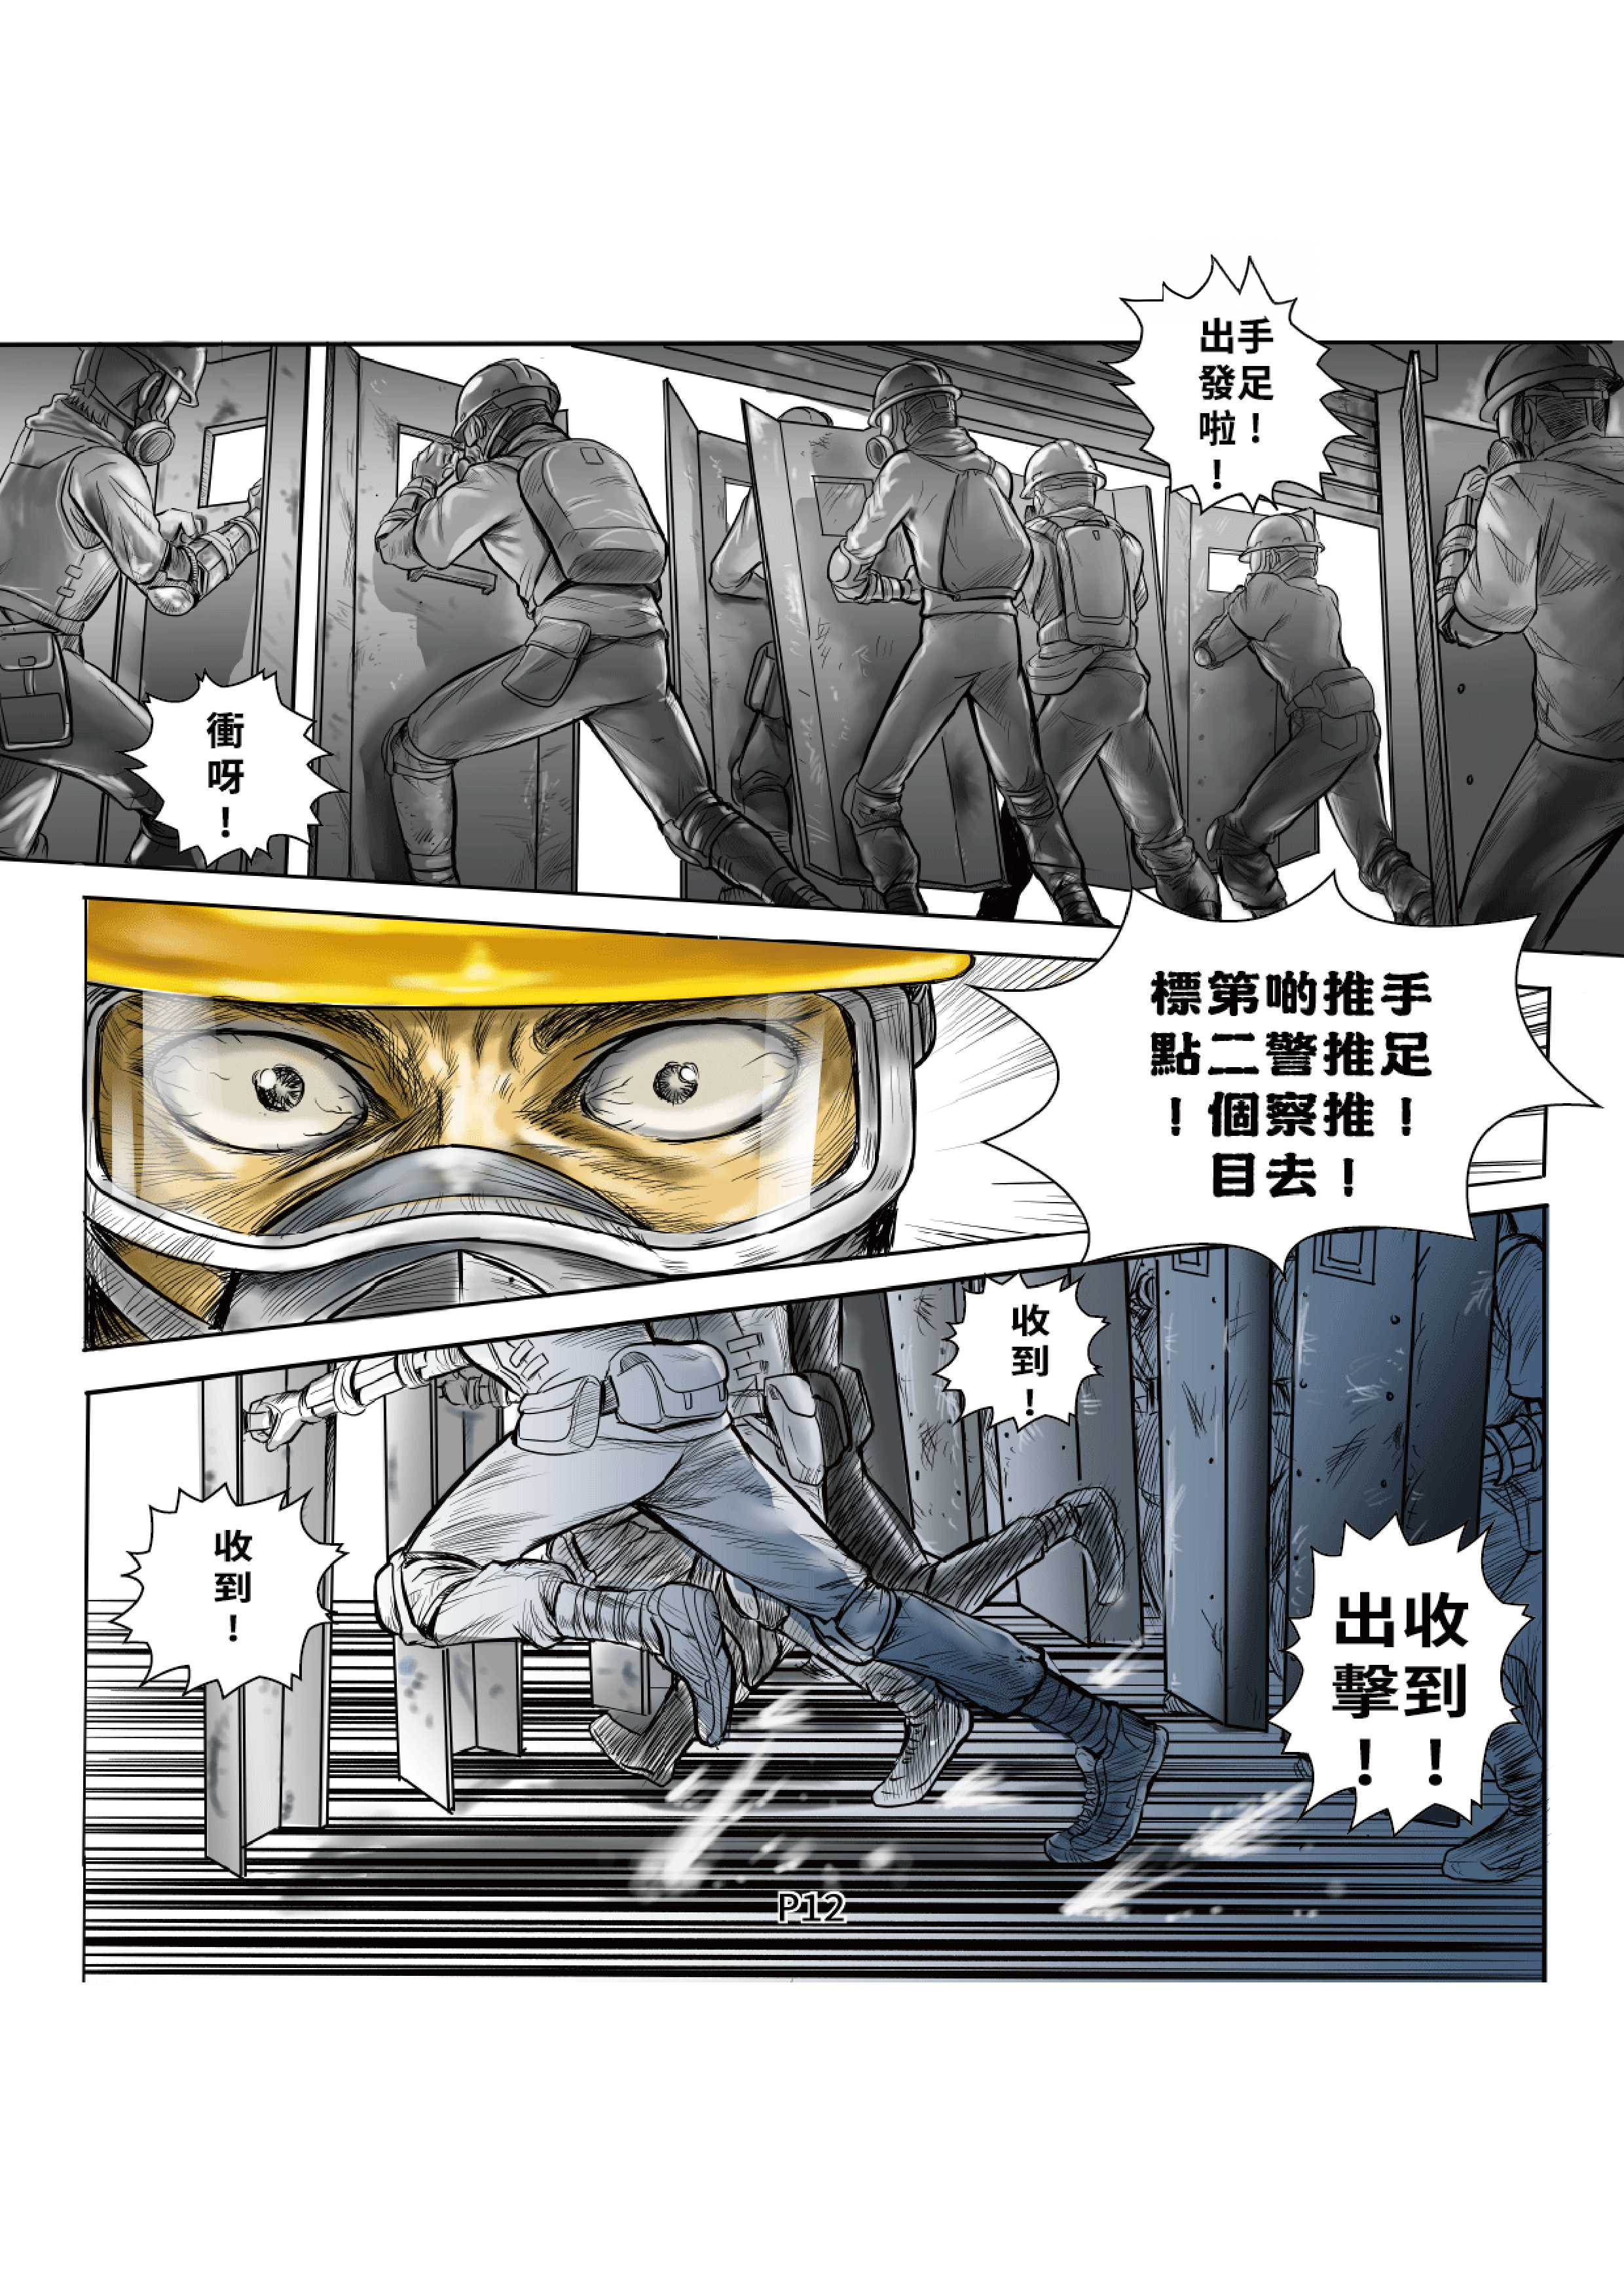 手足！
出發啦！
衝呀！
手足！
推推推！
啲警察去
第二個目
標點！
收到！
收到！
收到！
出擊！
P12